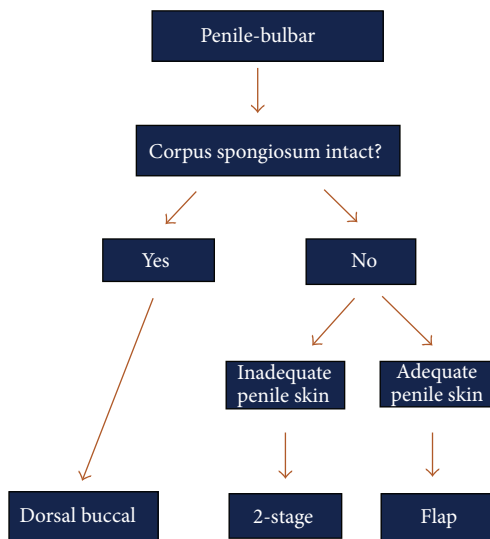 Penile-bulbar
Corpus spongiosum intact?
Yes
No
Inadequate
penile skin
Adequate
penile skin
Dorsal buccal
2-stage
Flap